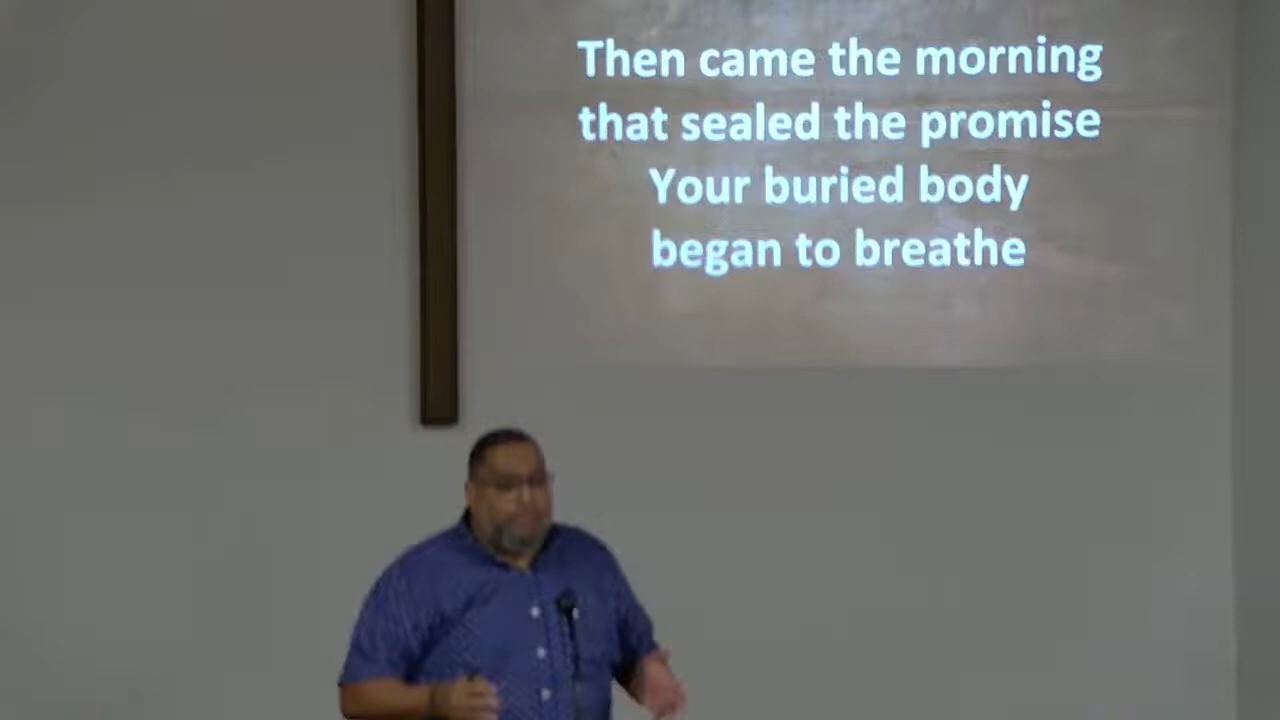 Then came the morning
that sealed the promise
Your buried body
began to breathe